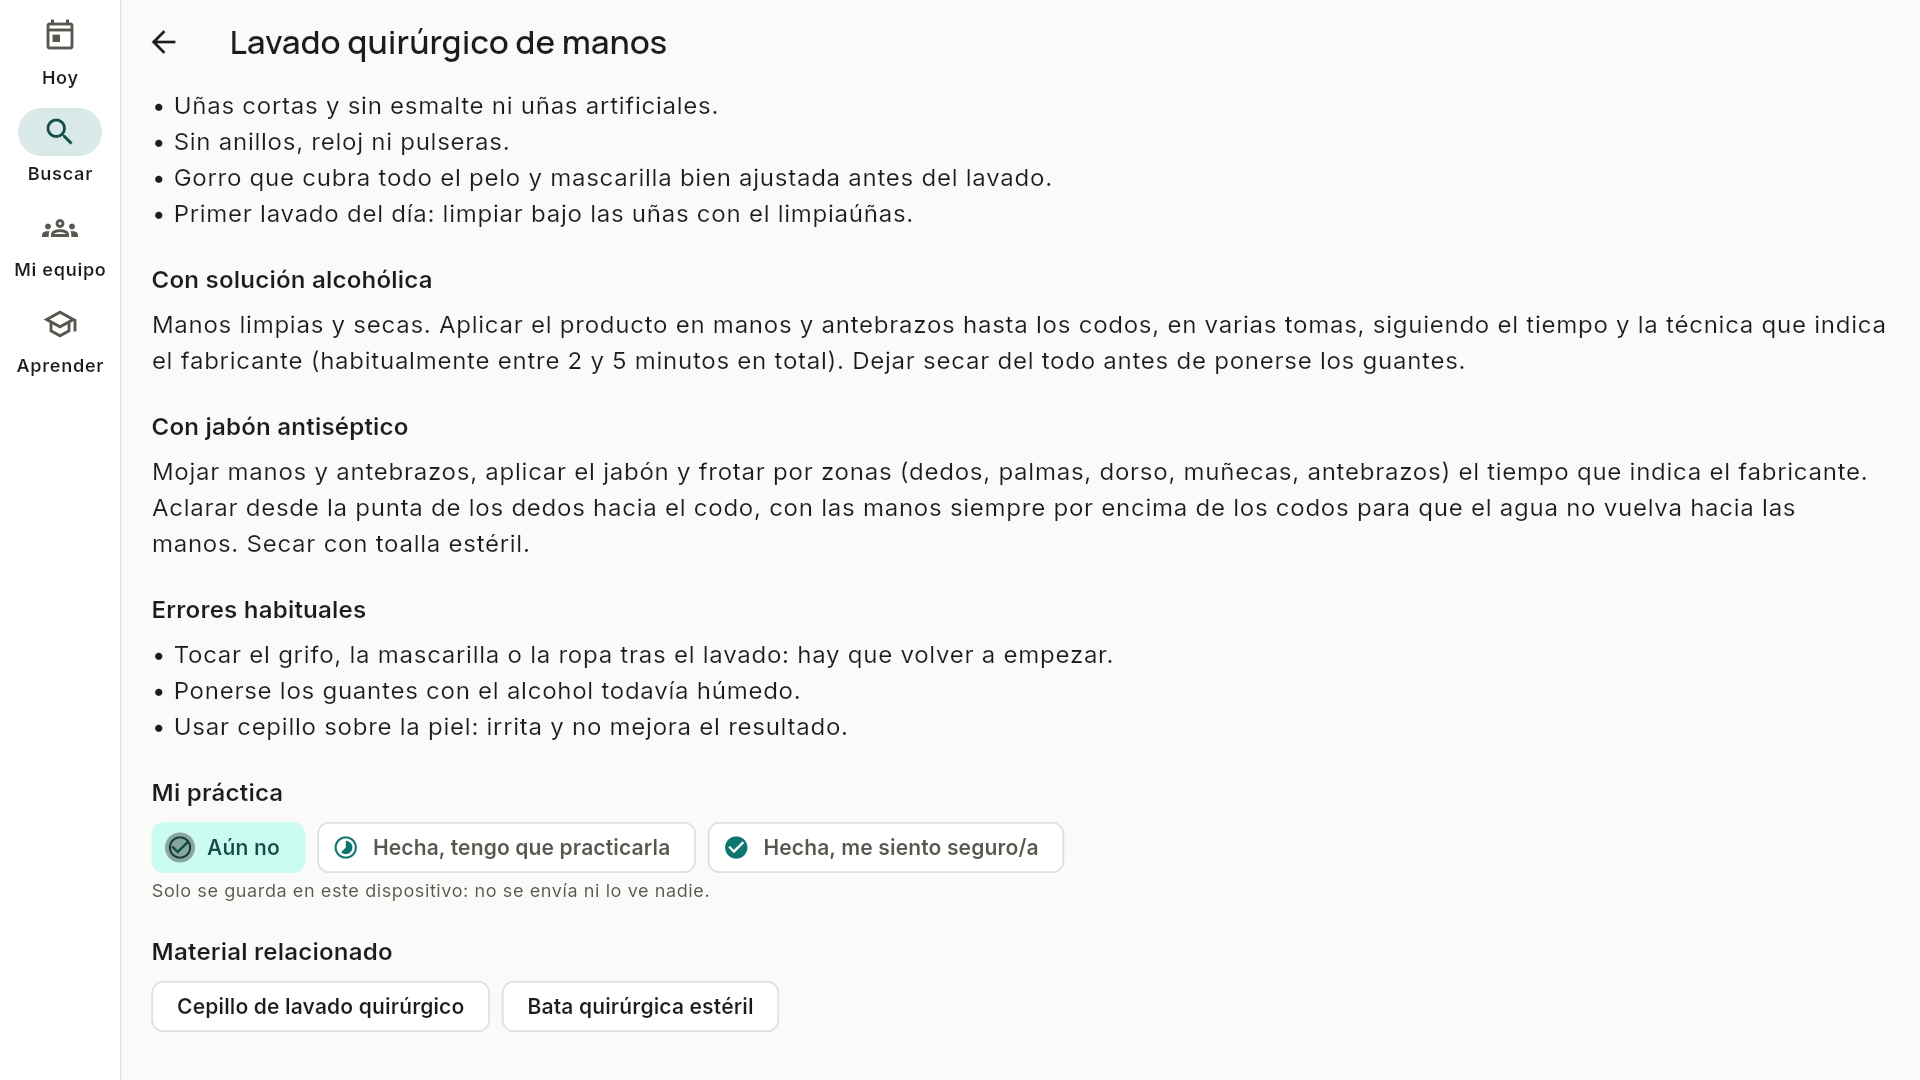 Hoy
Buscar
Mi equipo
Aprender
Lavado quirúrgico de manos
• Uñas cortas y sin esmalte ni uñas artificiales.
• Sin anillos, reloj ni pulseras.
• Gorro que cubra todo el pelo y mascarilla bien ajustada antes del lavado.
• Primer lavado del día: limpiar bajo las uñas con el limpiaúñas.
Con solución alcohólica
Manos limpias y secas. Aplicar el producto en manos y antebrazos hasta los codos, en varias tomas, siguiendo el tiempo y la técnica que indica
el fabricante (habitualmente entre 2 y 5 minutos en total). Dejar secar del todo antes de ponerse los guantes.
Con jabón antiséptico
Mojar manos y antebrazos, aplicar el jabón y frotar por zonas (dedos, palmas, dorso, muñecas, antebrazos) el tiempo que indica el fabricante.
Aclarar desde la punta de los dedos hacia el codo, con las manos siempre por encima de los codos para que el agua no vuelva hacia las
manos. Secar con toalla estéril.
Errores habituales
• Tocar el grifo, la mascarilla o la ropa tras el lavado: hay que volver a empezar.
• Ponerse los guantes con el alcohol todavía húmedo.
• Usar cepillo sobre la piel: irrita y no mejora el resultado.
Mi práctica
Aún no
Hecha, tengo que practicarla
Hecha, me siento seguro/a
Solo se guarda en este dispositivo: no se envía ni lo ve nadie.
Material relacionado
Cepillo de lavado quirúrgico
Bata quirúrgica estéril